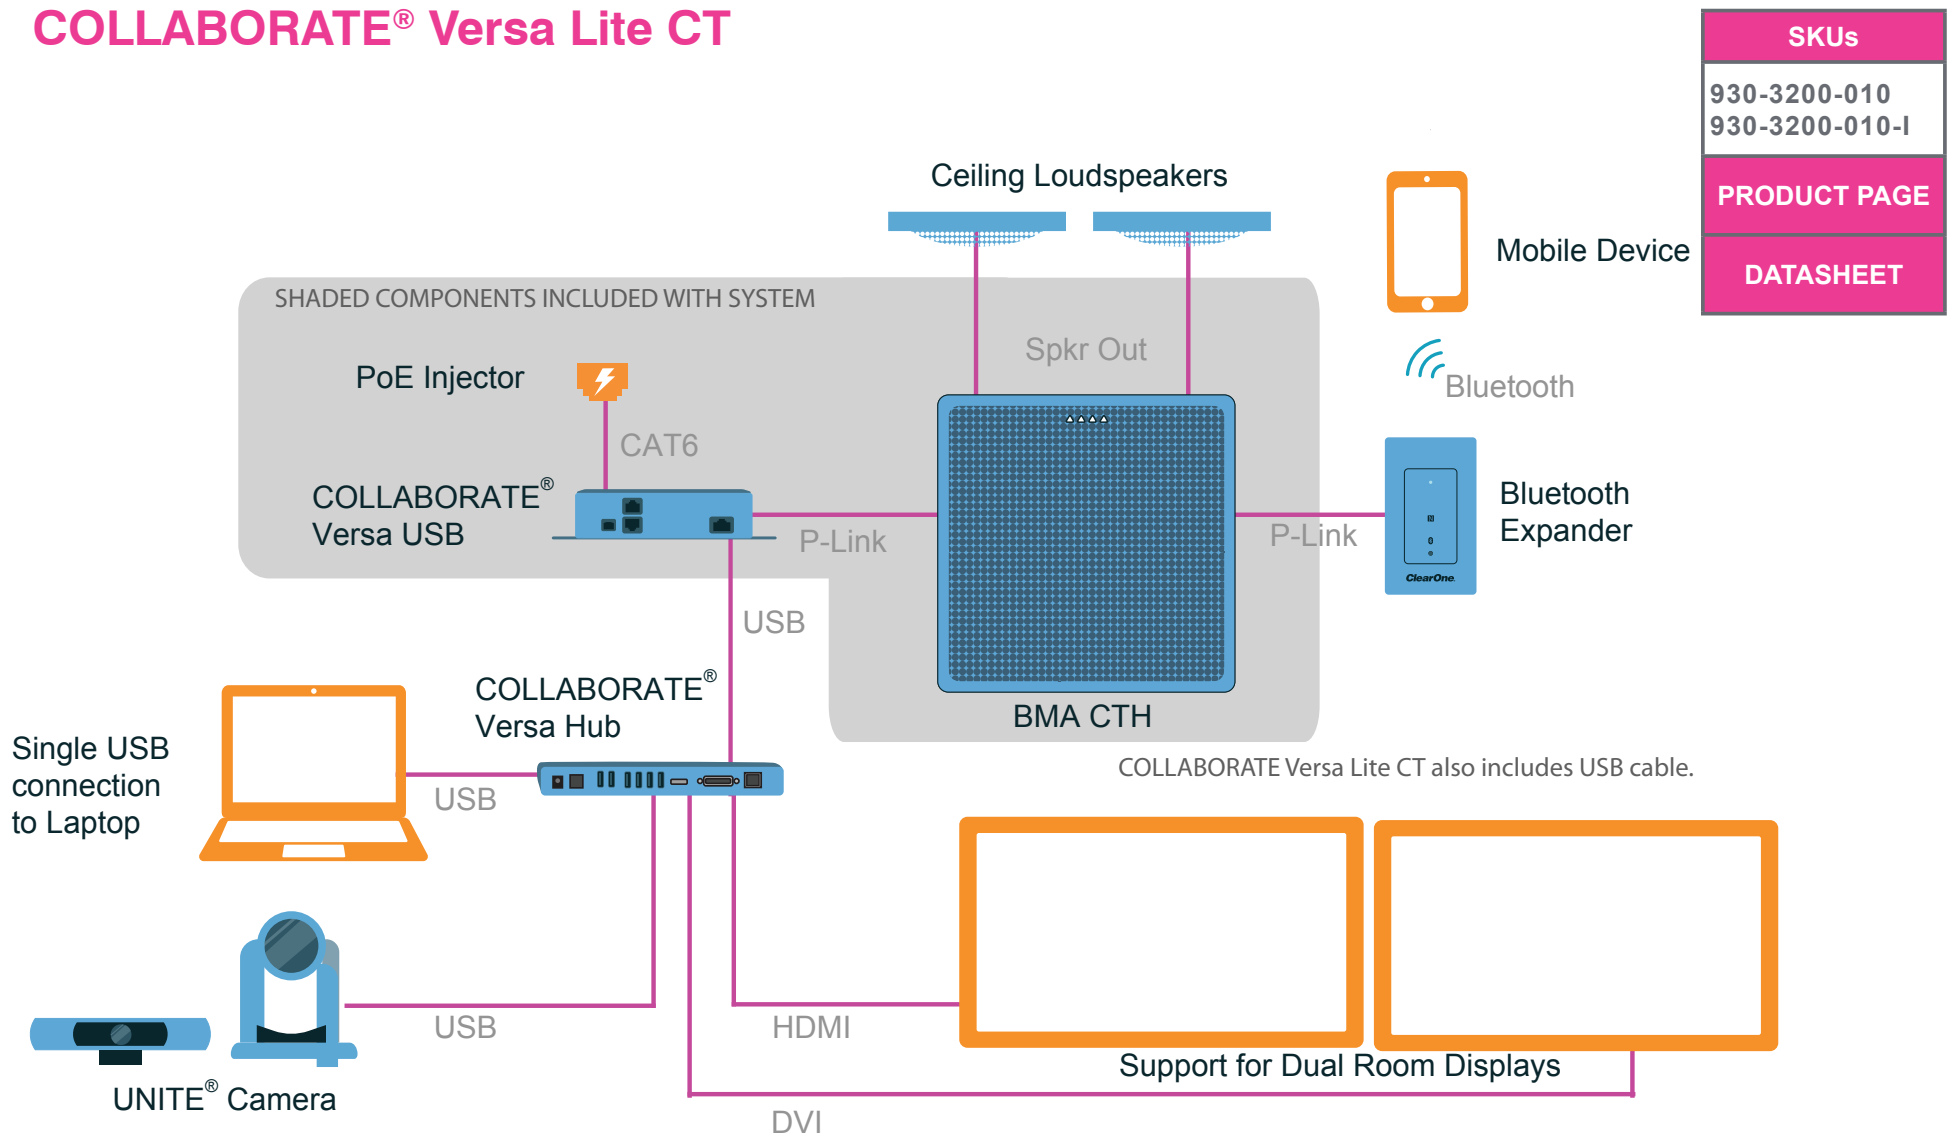 COLLABORATE® Versa Lite CT
SKUs
930-3200-010
930-3200-010-I
PRODUCT PAGE
DATASHEET
Ceiling Loudspeakers
Mobile Device
SHADED COMPONENTS INCLUDED WITH SYSTEM
Spkr Out
PoE Injector
Bluetooth
CAT6
COLLABORATE®
Versa USB
P-Link
P-Link
Bluetooth
Expander
ClearOne
USB
COLLABORATE®
Versa Hub
BMA CTH
Single USB
connection
to Laptop
USB
COLLABORATE Versa Lite CT also includes USB cable.
USB
HDMI
Support for Dual Room Displays
UNITE® Camera
DVI